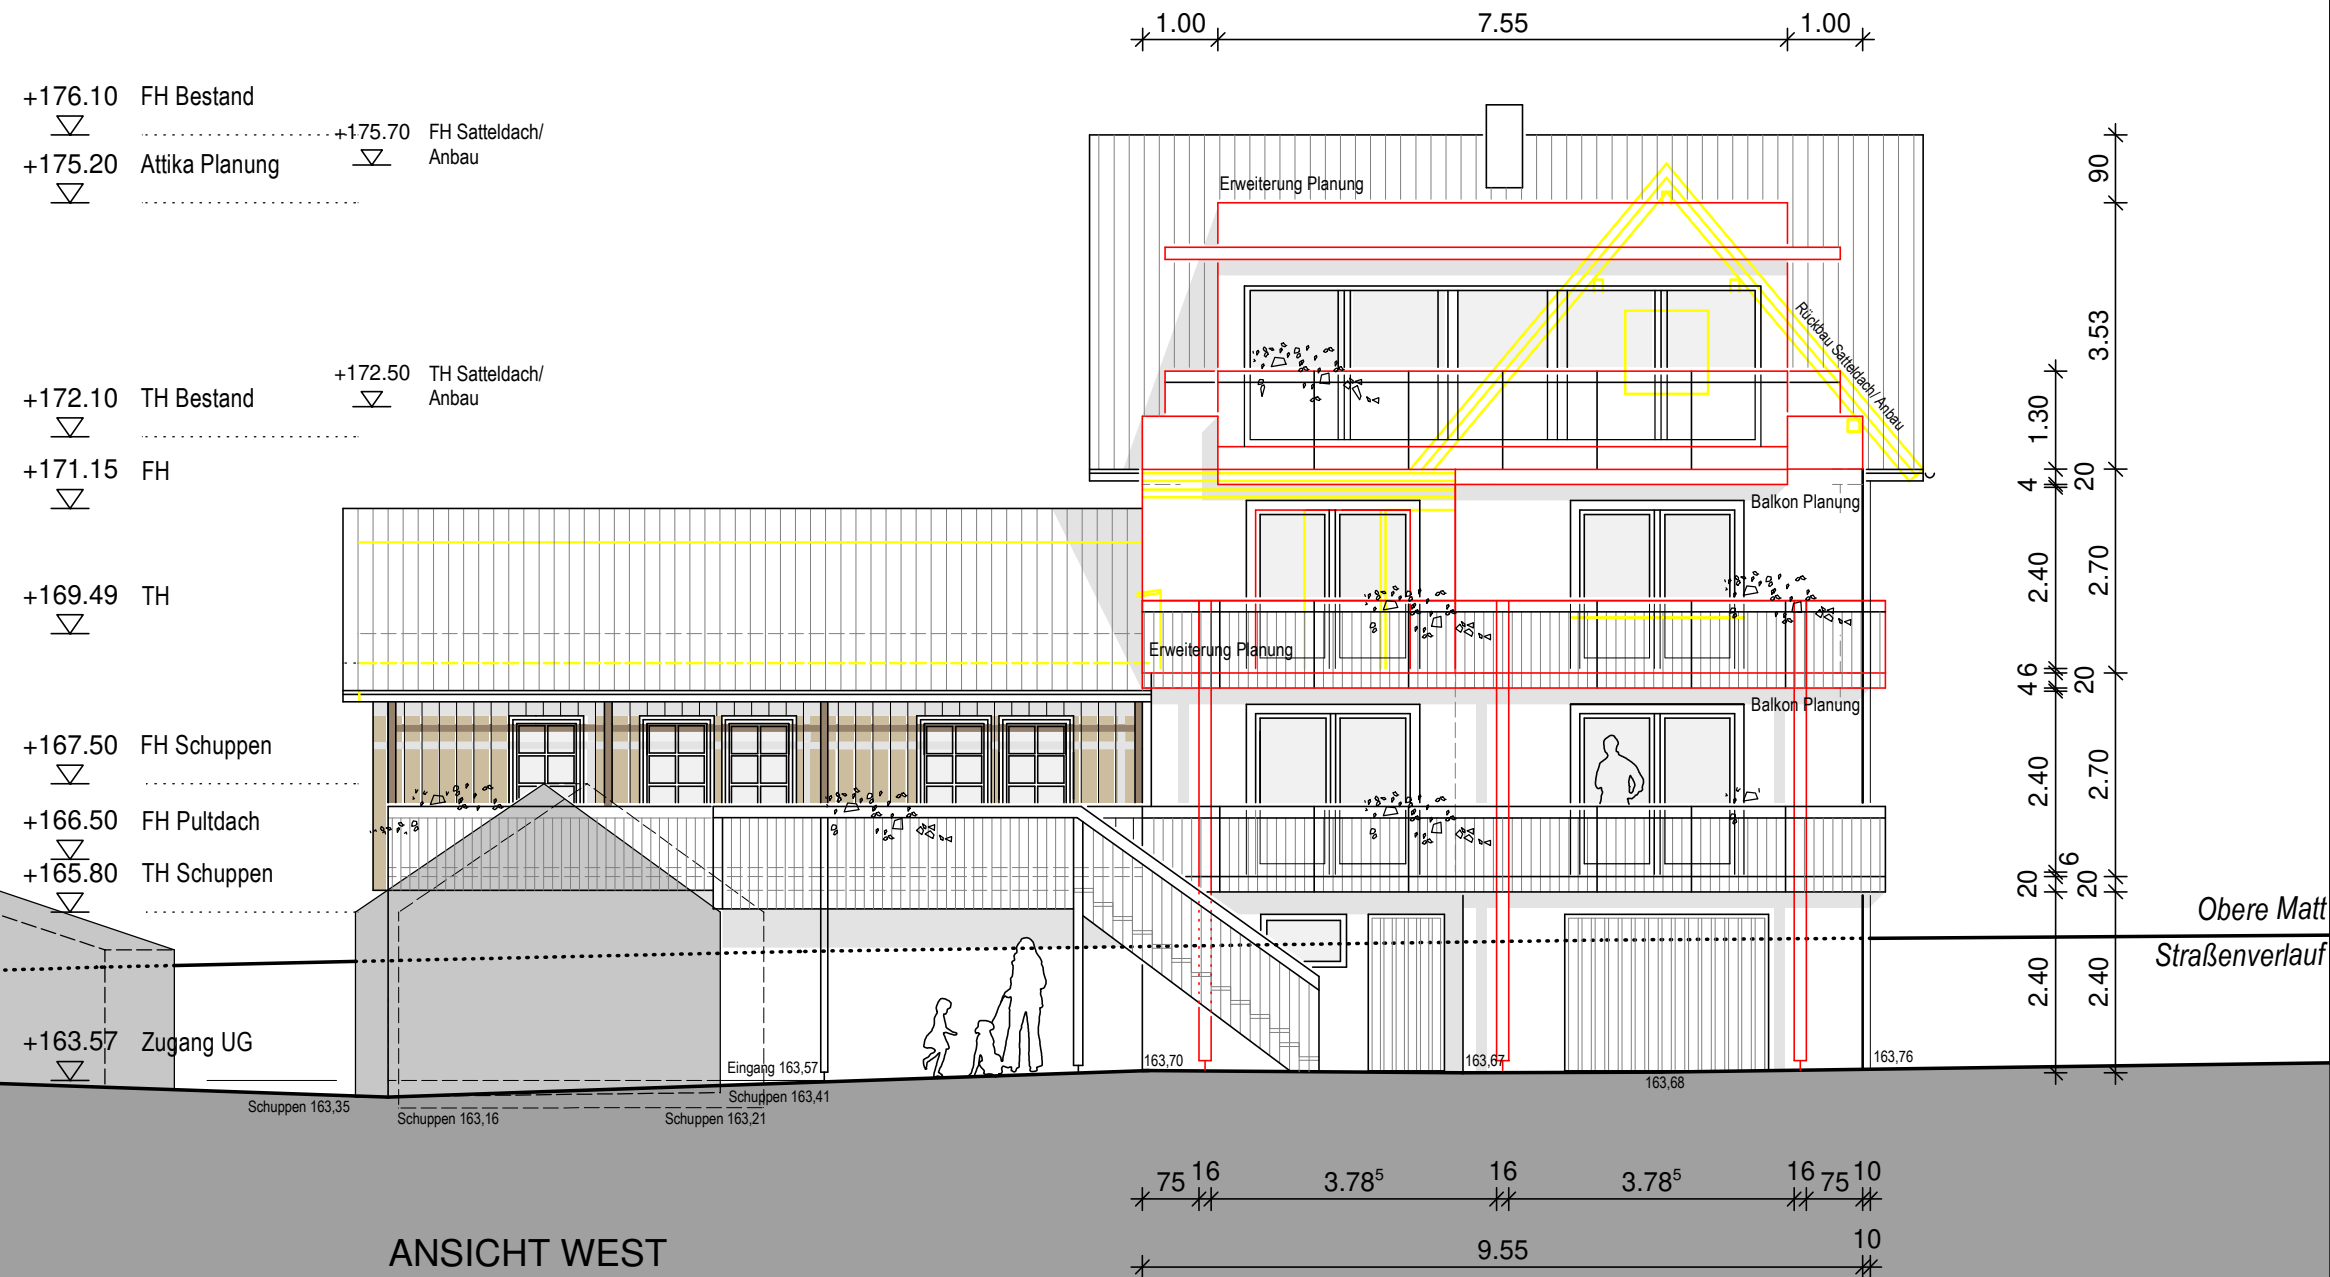 1.00 7.55 1.00
+176.10 FH Bestand
+175.70 FH Satteldach/
Anbau
+175.20 Attika Planung
Erweiterung Planung
90
Rückbau Satteldach/ Anbau
3.53
+172.50 TH Satteldach/
Anbau
+172.10 TH Bestand
1.30
+171.15 FH
4 20
Balkon Planung
2.40 2.70
+169.49 TH
Erweiterung Planung
46 20
Balkon Planung
+167.50 FH Schuppen
2.40 2.70
+166.50 FH Pultdach
+165.80 TH Schuppen
20 6 20
Obere Matt
Straßenverlauf
2.40 2.40
+163.57 Zugang UG
Eingang 163,57
163,70
163,67
163,76
163,68
Schuppen 163,35
Schuppen 163,41
Schuppen 163,16
Schuppen 163,21
75 16 3.78⁵ 16 3.78⁵ 16 75 10
ANSICHT WEST
9.55 10